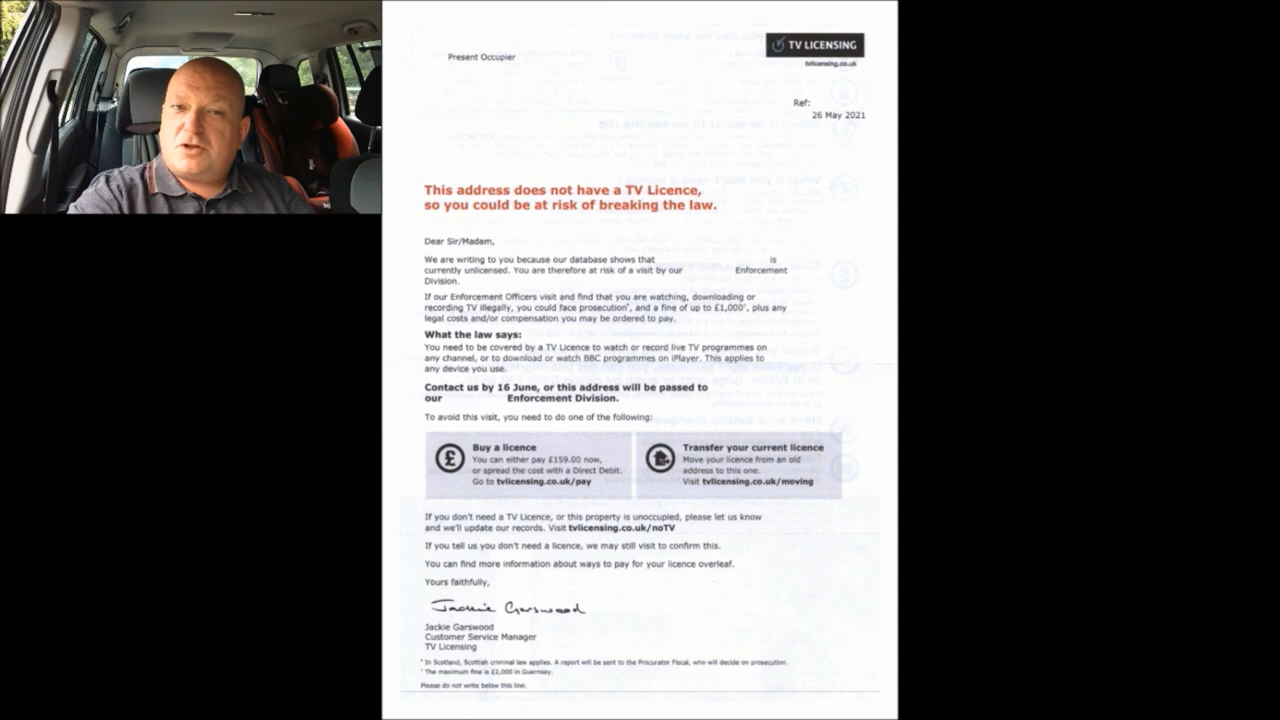 Present Occupier
TV LICENSING
tvlicensing.co.uk
Ref:
26 May 2021
This address does not have a TV Licence,
so you could be at risk of breaking the law.
Dear Sir/Madam,
We are writing to you because our database shows that is
currently unlicensed. You are therefore at risk of a visit by our Enforcement
Division.
If our Enforcement Officers visit and find that you are watching, downloading or
recording TV illegally, you could face prosecution*, and a fine of up to £1,000†, plus any
legal costs and/or compensation you may be ordered to pay.
What the law says:
You need to be covered by a TV Licence to watch or record live TV programmes on
any channel, or to download or watch BBC programmes on iPlayer. This applies to
any device you use.
Contact us by 16 June, or this address will be passed to
our Enforcement Division.
To avoid this visit, you need to do one of the following:
£
Buy a licence
You can either pay £159.00 now,
or spread the cost with a Direct Debit.
Go to tvlicensing.co.uk/pay
Transfer your current licence
Move your licence from an old
address to this one.
Visit tvlicensing.co.uk/moving
If you don't need a TV Licence, or this property is unoccupied, please let us know
and we'll update our records. Visit tvlicensing.co.uk/noTV
If you tell us you don't need a licence, we may still visit to confirm this.
You can find more information about ways to pay for your licence overleaf.
Yours faithfully,
Jackie Garswood
Jackie Garswood
Customer Service Manager
TV Licensing
* In Scotland, Scottish criminal law applies. A report will be sent to the Procurator Fiscal, who will decide on prosecution.
† The maximum fine is £2,000 in Guernsey.
Please do not write below this line.